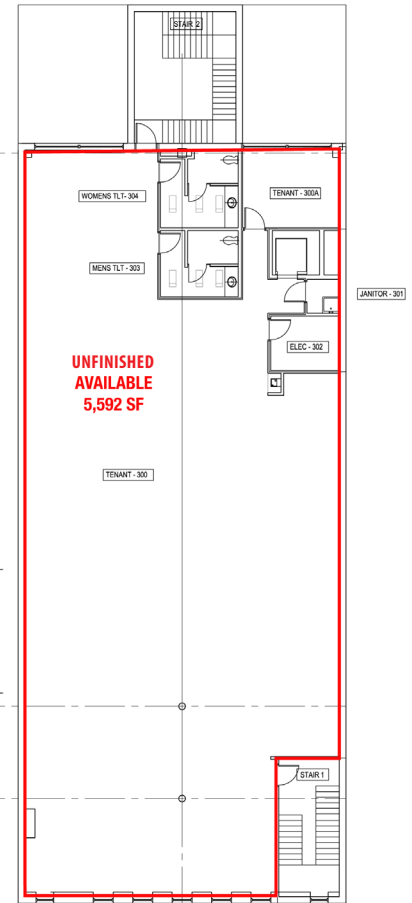 STAIR 2
WOMENS TLT- 304
TENANT - 300A
MENS TLT - 303
JANITOR - 301
ELEC - 302
UNFINISHED
AVAILABLE
5,592 SF
TENANT - 300
STAIR 1